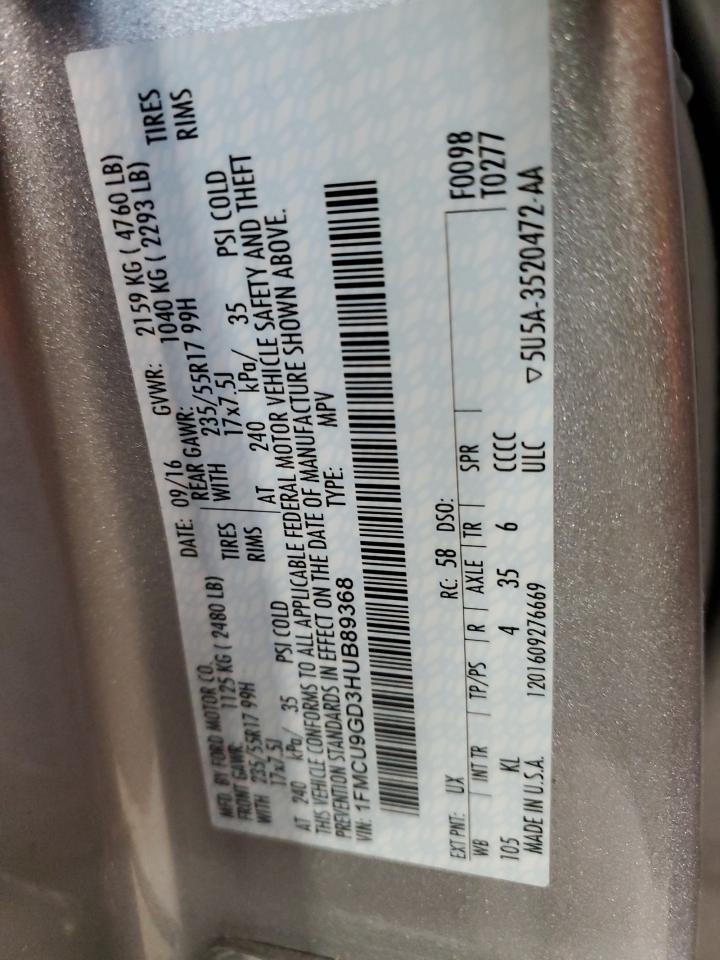 MFD. BY FORD MOTOR CO.
DATE: 09/16 GVWR: 2159 KG ( 4760 LB)
FRONT GAWR: 1125 KG ( 2480 LB) REAR GAWR: 1040 KG ( 2293 LB)
WITH 235/55R17 99H TIRES WITH 235/55R17 99H TIRES
17x7.5J RIMS 17x7.5J RIMS
AT 240 kPa/ 35 PSI COLD AT 240 kPa/ 35 PSI COLD
THIS VEHICLE CONFORMS TO ALL APPLICABLE FEDERAL MOTOR VEHICLE SAFETY AND THEFT
PREVENTION STANDARDS IN EFFECT ON THE DATE OF MANUFACTURE SHOWN ABOVE.
VIN: 1FMCU9GD3HUB89368 TYPE: MPV
EXT PNT: UX RC: 58 DSO: F0098
WB INT TR TP/PS R AXLE TR SPR T0277
105 KL 4 35 6 CCCC
MADE IN U.S.A. 1201609276669 ULC ▽5U5A-3520472-AA